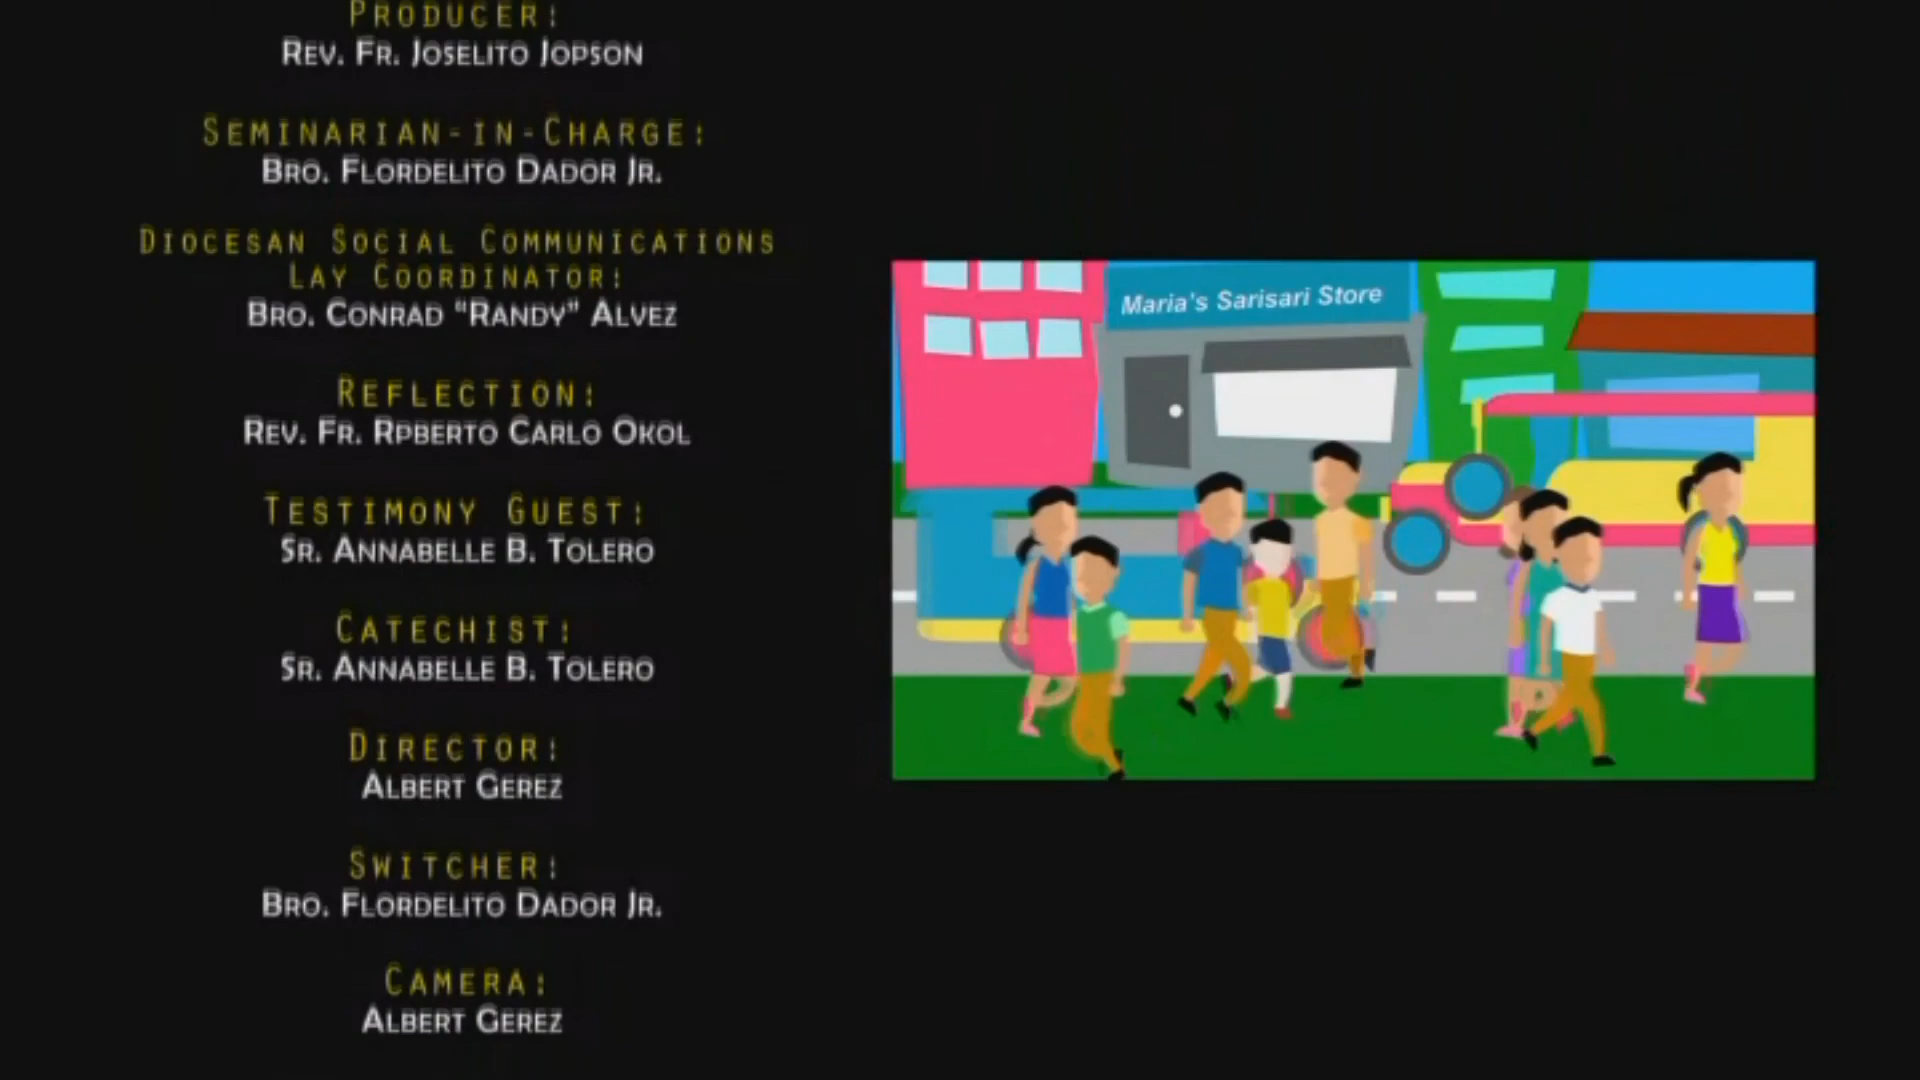 PRODUCER:
REV. FR. JOSELITO JOPSON
SEMINARIAN-IN-CHARGE:
BRO. FLORDELITO DADOR JR.
DIOCESAN SOCIAL COMMUNICATIONS
LAY COORDINATOR:
BRO. CONRAD "RANDY" ALVEZ
REFLECTION:
REV. FR. RPBERTO CARLO OKOL
TESTIMONY GUEST:
SR. ANNABELLE B. TOLERO
CATECHIST:
SR. ANNABELLE B. TOLERO
DIRECTOR:
ALBERT GEREZ
SWITCHER:
BRO. FLORDELITO DADOR JR.
CAMERA:
ALBERT GEREZ
Maria's Sarisari Store